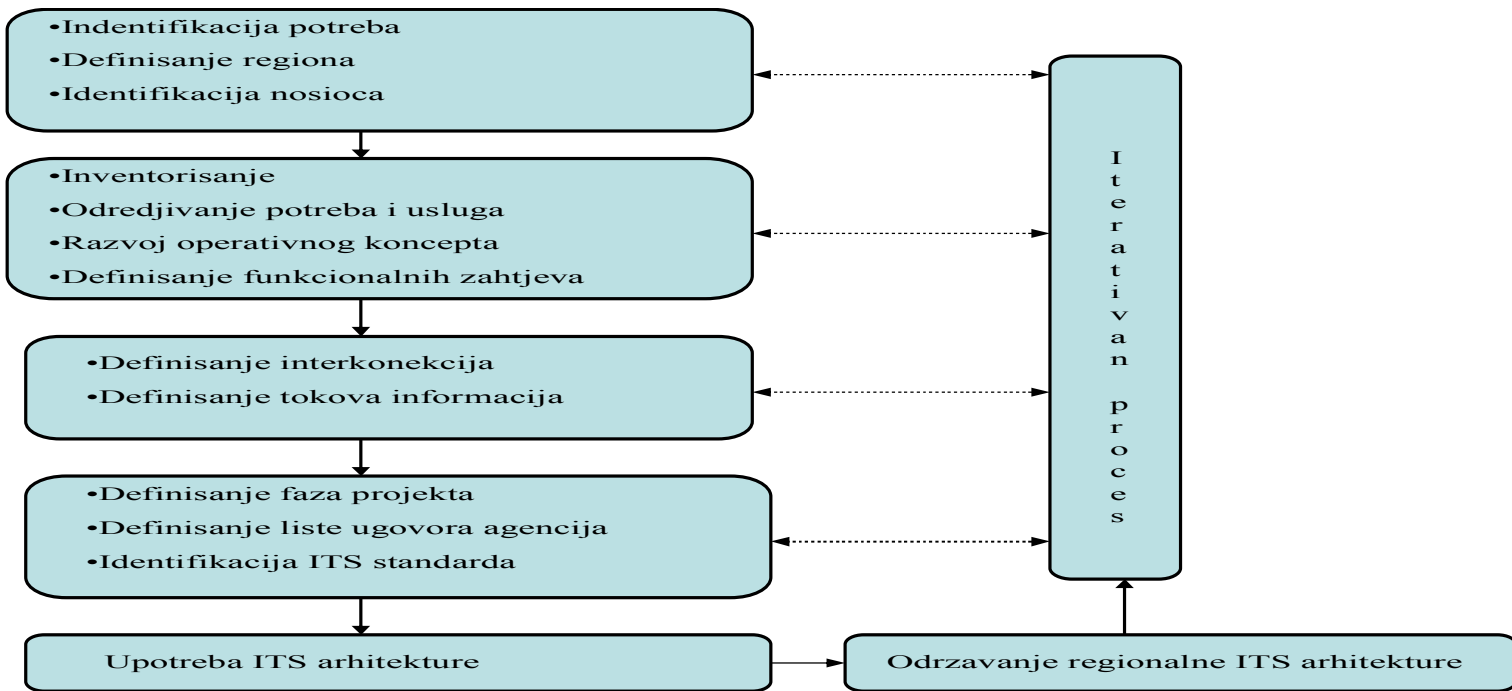 •Indentifikacija potreba
•Definisanje regiona
•Identifikacija nosioca
•Inventorisanje
•Odredjivanje potreba i usluga
•Razvoj operativnog koncepta
•Definisanje funkcionalnih zahtjeva
•Definisanje interkonekcija
•Definisanje tokova informacija
•Definisanje faza projekta
•Definisanje liste ugovora agencija
•Identifikacija ITS standarda
Upotreba ITS arhitekture
Odrzavanje regionalne ITS arhitekture
Iterativan proces